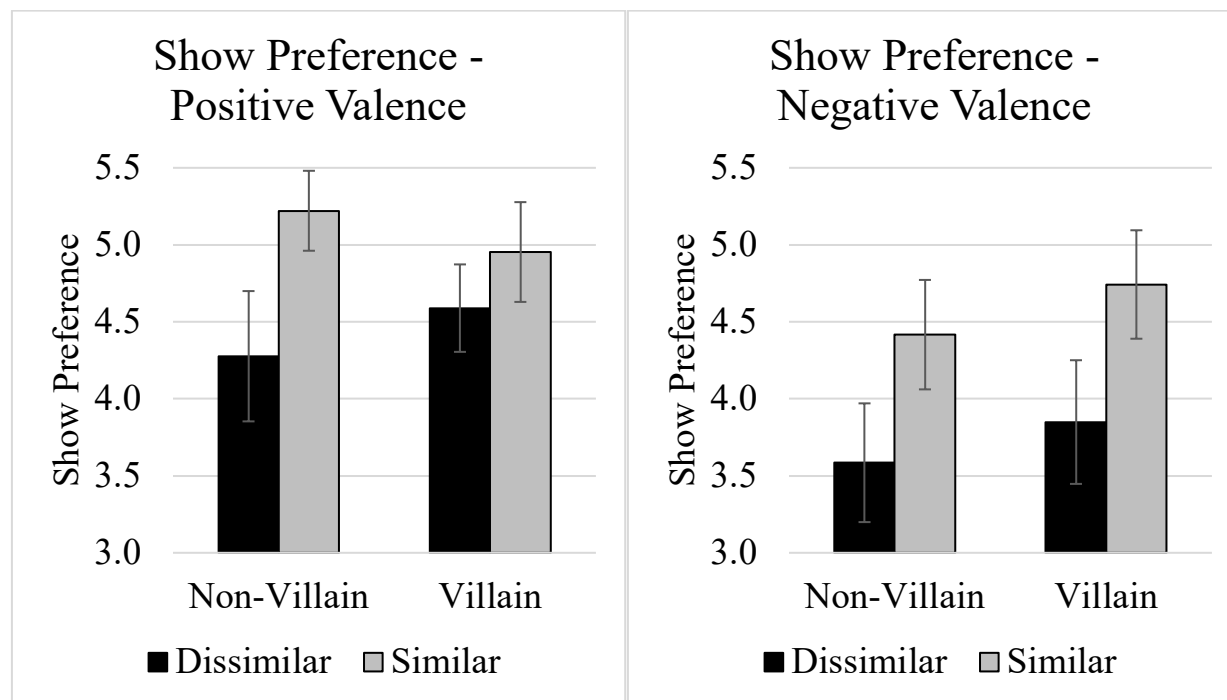 Show Preference -
Positive Valence
Show Preference
5.5
5.0
4.5
4.0
3.5
3.0
Non-Villain Villain
Dissimilar Similar
Show Preference -
Negative Valence
Show Preference
5.5
5.0
4.5
4.0
3.5
3.0
Non-Villain Villain
Dissimilar Similar